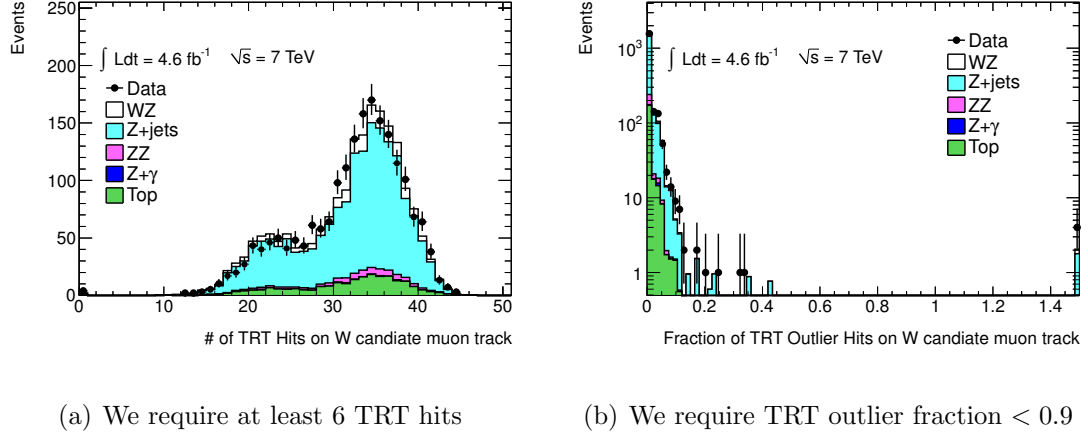 Events
250
200
150
100
50
0
∫ Ldt = 4.6 fb⁻¹ √s = 7 TeV
Data
WZ
Z+jets
ZZ
Z+γ
Top
0 10 20 30 40 50
# of TRT Hits on W candiate muon track
(a) We require at least 6 TRT hits
Events
10³
10²
10
1
∫ Ldt = 4.6 fb⁻¹ √s = 7 TeV
Data
WZ
Z+jets
ZZ
Z+γ
Top
0 0.2 0.4 0.6 0.8 1 1.2 1.4
Fraction of TRT Outlier Hits on W candiate muon track
(b) We require TRT outlier fraction < 0.9